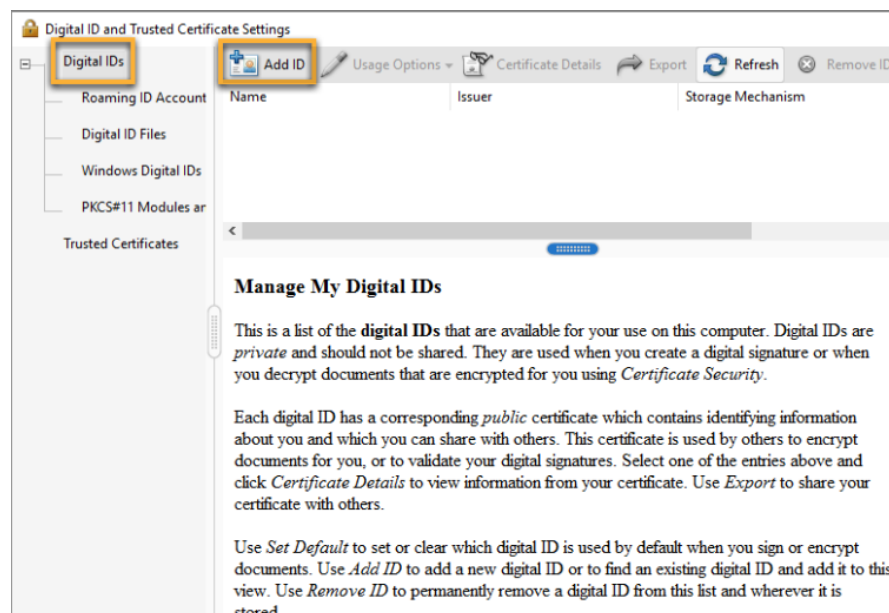 Digital ID and Trusted Certificate Settings
Digital IDs
Add ID Usage Options Certificate Details Export Refresh Remove ID
Roaming ID Account
Name Issuer Storage Mechanism
Digital ID Files
Windows Digital IDs
PKCS#11 Modules ar
Trusted Certificates
Manage My Digital IDs
This is a list of the digital IDs that are available for your use on this computer. Digital IDs are
private and should not be shared. They are used when you create a digital signature or when
you decrypt documents that are encrypted for you using Certificate Security.
Each digital ID has a corresponding public certificate which contains identifying information
about you and which you can share with others. This certificate is used by others to encrypt
documents for you, or to validate your digital signatures. Select one of the entries above and
click Certificate Details to view information from your certificate. Use Export to share your
certificate with others.
Use Set Default to set or clear which digital ID is used by default when you sign or encrypt
documents. Use Add ID to add a new digital ID or to find an existing digital ID and add it to this
view. Use Remove ID to permanently remove a digital ID from this list and wherever it is
stored